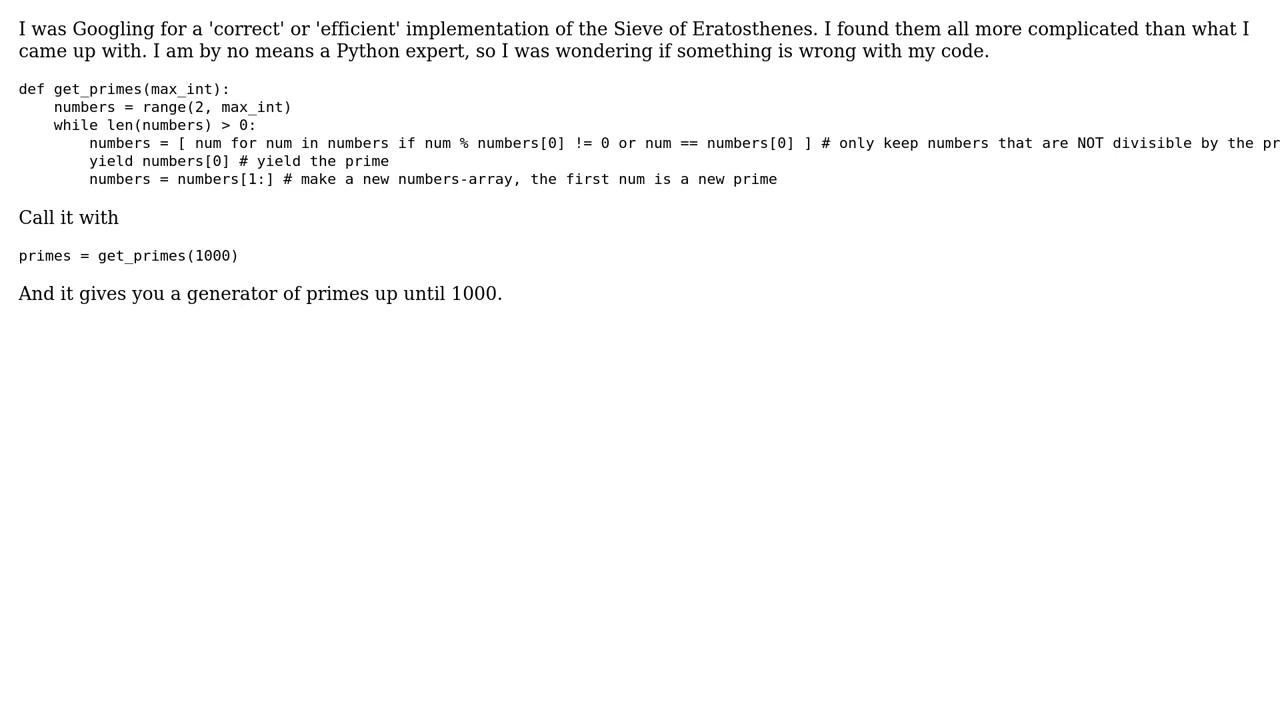 I was Googling for a 'correct' or 'efficient' implementation of the Sieve of Eratosthenes. I found them all more complicated than what I
came up with. I am by no means a Python expert, so I was wondering if something is wrong with my code.
def get_primes(max_int):
    numbers = range(2, max_int)
    while len(numbers) > 0:
        numbers = [ num for num in numbers if num % numbers[0] != 0 or num == numbers[0] ] # only keep numbers that are NOT divisible by the
        yield numbers[0] # yield the prime
        numbers = numbers[1:] # make a new numbers-array, the first num is a new prime
Call it with
primes = get_primes(1000)
And it gives you a generator of primes up until 1000.